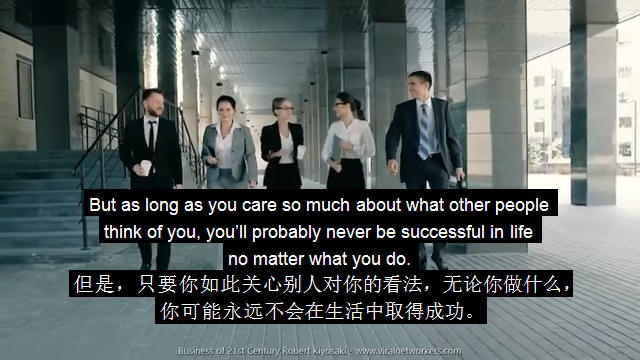 But as long as you care so much about what other people
think of you, you'll probably never be successful in life
no matter what you do.
但是，只要你如此关心别人对你的看法，无论你做什么，
你可能永远不会在生活中取得成功。
Business of 21st Century Robert Kiyosaki - www.viralnetworkers.com